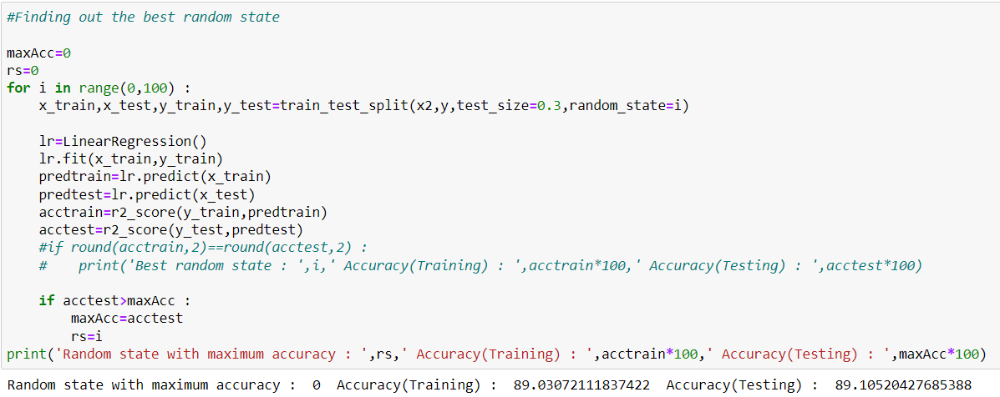 #Finding out the best random state
maxAcc=0
rs=0
for i in range(0,100) :
    x_train,x_test,y_train,y_test=train_test_split(x2,y,test_size=0.3,random_state=i)
    lr=LinearRegression()
    lr.fit(x_train,y_train)
    predtrain=lr.predict(x_train)
    predtest=lr.predict(x_test)
    acctrain=r2_score(y_train,predtrain)
    acctest=r2_score(y_test,predtest)
    #if round(acctrain,2)==round(acctest,2) :
    #    print('Best random state : ',i,' Accuracy(Training) : ',acctrain*100,' Accuracy(Testing) : ',acctest*100)
    if acctest>maxAcc :
        maxAcc=acctest
        rs=i
print('Random state with maximum accuracy : ',rs,' Accuracy(Training) : ',acctrain*100,' Accuracy(Testing) : ',maxAcc*100)
Random state with maximum accuracy :  0  Accuracy(Training) :  89.03072111837422  Accuracy(Testing) :  89.10520427685388